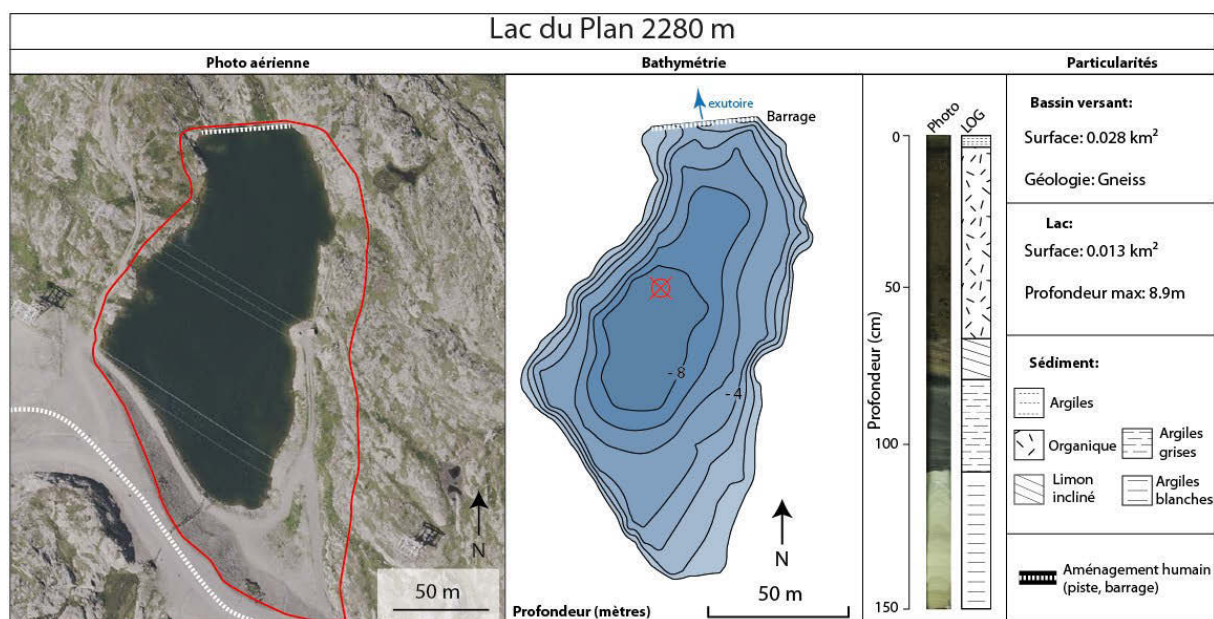 Lac du Plan 2280 m
Photo aérienne
Bathymétrie
Particularités
50 m
N
exutoire
Barrage
- 8
- 4
N
50 m
Profondeur (mètres)
Photo
LOG
0
50
100
150
Profondeur (cm)
Bassin versant:
Surface: 0.028 km²
Géologie: Gneiss
Lac:
Surface: 0.013 km²
Profondeur max: 8.9m
Sédiment:
Argiles
Organique
Argiles
grises
Limon
incliné
Argiles
blanches
Aménagement humain
(piste, barrage)